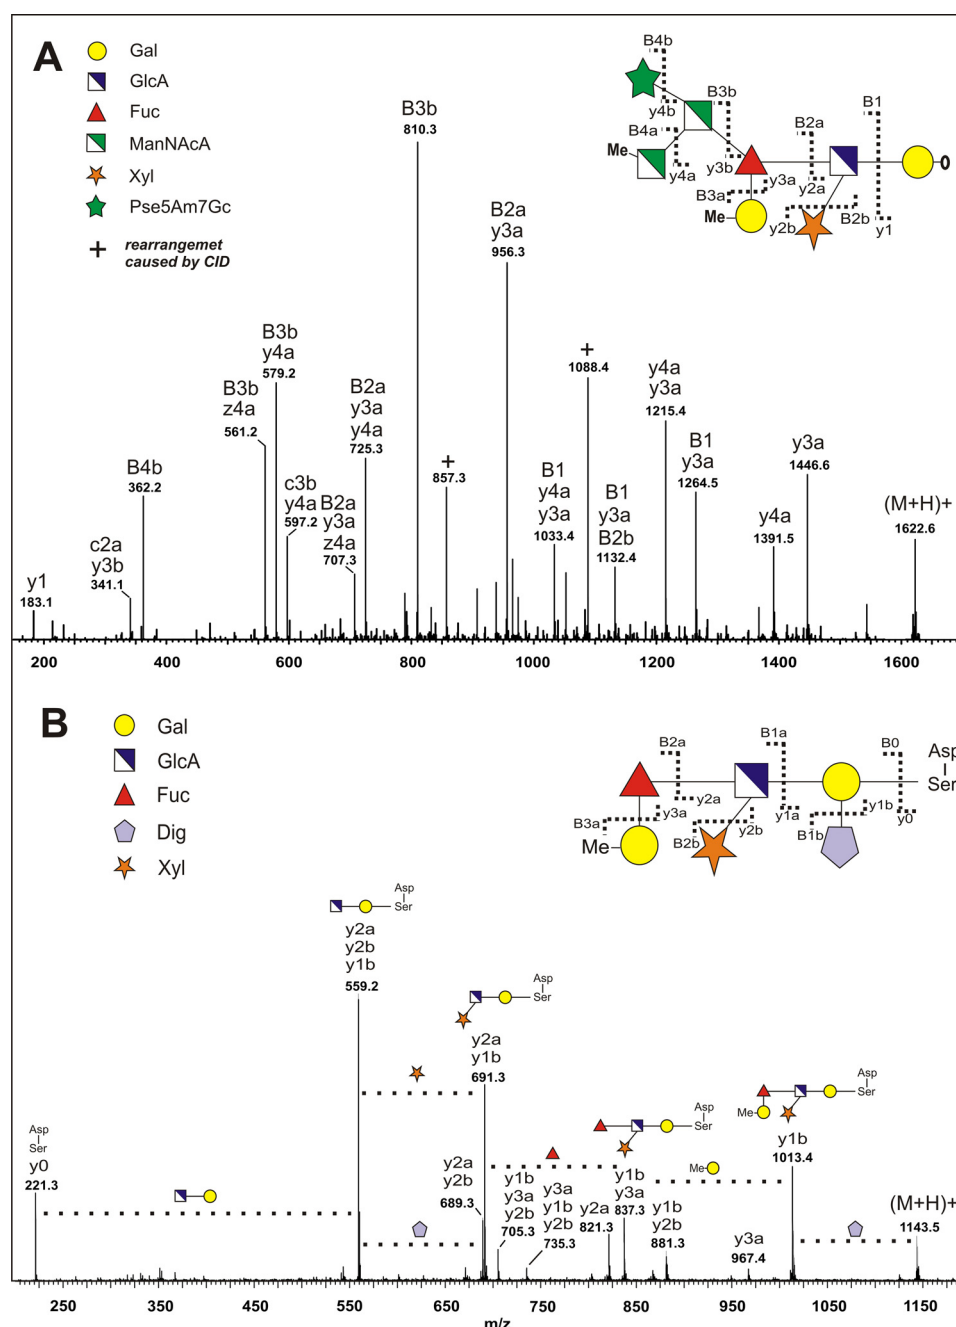 A
Gal
GlcA
Fuc
ManNAcA
Xyl
Pse5Am7Gc
+ rearrangemet
caused by CID
B4b
y4b
B3b
B4a
Me
y4a
y3b
B3a
y3a
Me
B2a
y2a
y2b
B2b
B1
y1
y1
183.1
c2a
y3b
341.1
B4b
362.2
B3b
z4a
561.2
B3b
y4a
579.2
c3b
y4a
597.2
B2a
y3a
z4a
707.3
B2a
y3a
y4a
725.3
B3b
810.3
+
857.3
B2a
y3a
956.3
B1
y4a
y3a
1033.4
+
1088.4
B1
y3a
B2b
1132.4
y4a
y3a
1215.4
B1
y3a
1264.5
y4a
1391.5
y3a
1446.6
(M+H)+
1622.6
200 400 600 800 1000 1200 1400 1600
B
Gal
GlcA
Fuc
Dig
Xyl
B2a
y2a
B3a
y3a
Me
B1a
y1a
B2b
y2b
B0
y0
B1b
y1b
Asp
Ser
Asp
Ser
y0
221.3
Asp
Ser
y2a
y2b
y1b
559.2
Asp
Ser
y2a
y1b
691.3
y2a
y2b
689.3
y1b
y3a
y2b
705.3
y3a
y1b
y2b
735.3
y2a
821.3
Asp
Ser
y1b
y3a
837.3
Me
y1b
y2b
881.3
y3a
967.4
Asp
Ser
Me
y1b
1013.4
(M+H)+
1143.5
250 350 450 550 650 750 850 950 1050 1150
m/z